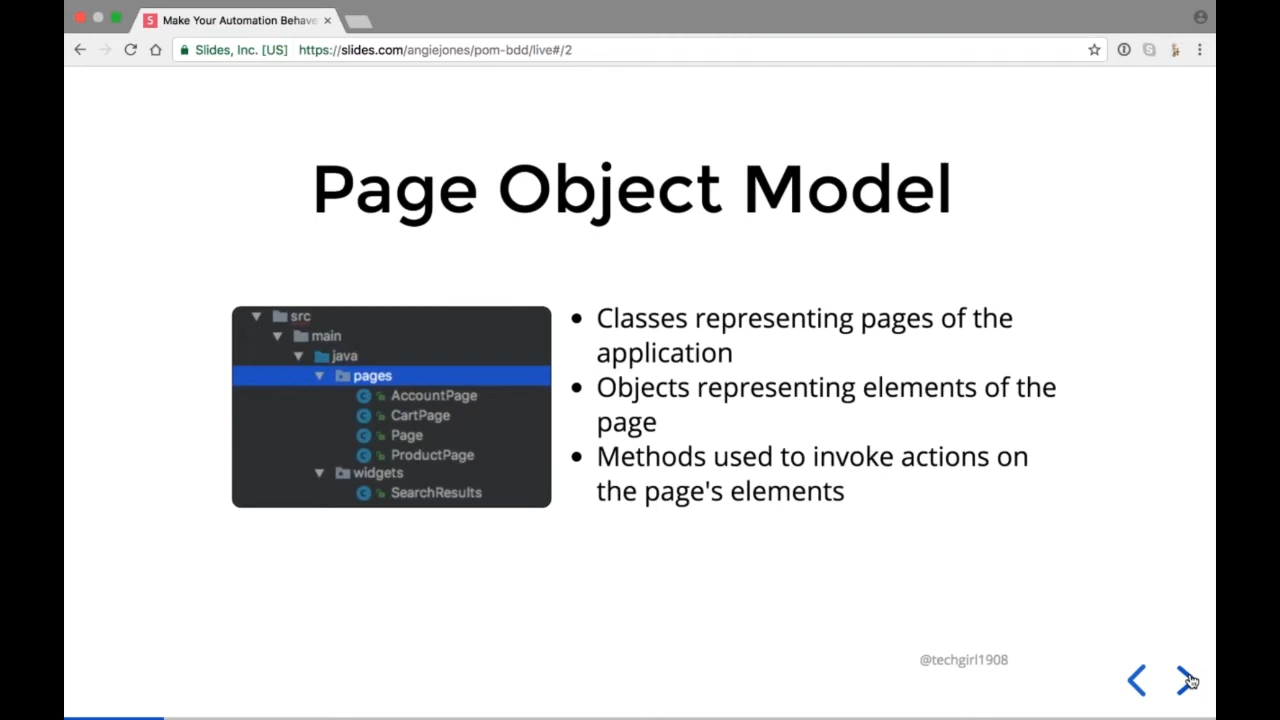 Make Your Automation Behave
Slides, Inc. [US] https://slides.com/angiejones/pom-bdd/live#/2
Page Object Model
src
main
java
pages
AccountPage
CartPage
Page
ProductPage
widgets
SearchResults
Classes representing pages of the
application
Objects representing elements of the
page
Methods used to invoke actions on
the page's elements
@techgirl1908